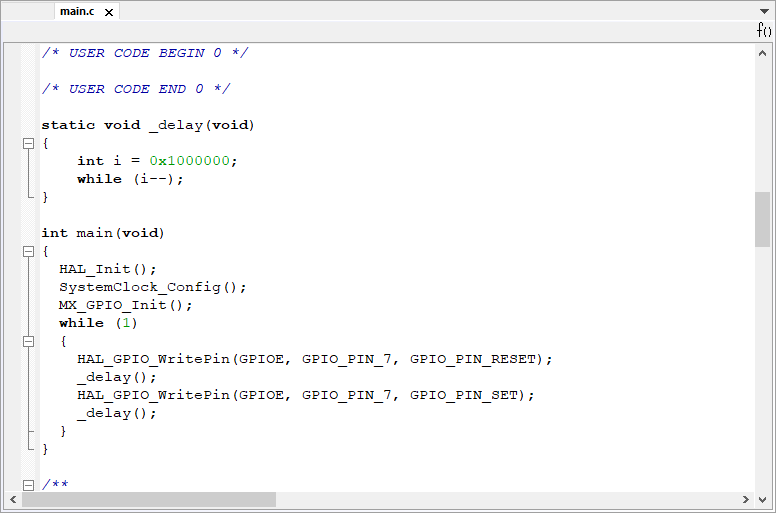 main.c
f()
/* USER CODE BEGIN 0 */
/* USER CODE END 0 */
static void _delay(void)
{
    int i = 0x1000000;
    while (i--);
}
int main(void)
{
  HAL_Init();
  SystemClock_Config();
  MX_GPIO_Init();
  while (1)
  {
    HAL_GPIO_WritePin(GPIOE, GPIO_PIN_7, GPIO_PIN_RESET);
    _delay();
    HAL_GPIO_WritePin(GPIOE, GPIO_PIN_7, GPIO_PIN_SET);
    _delay();
  }
}
/**